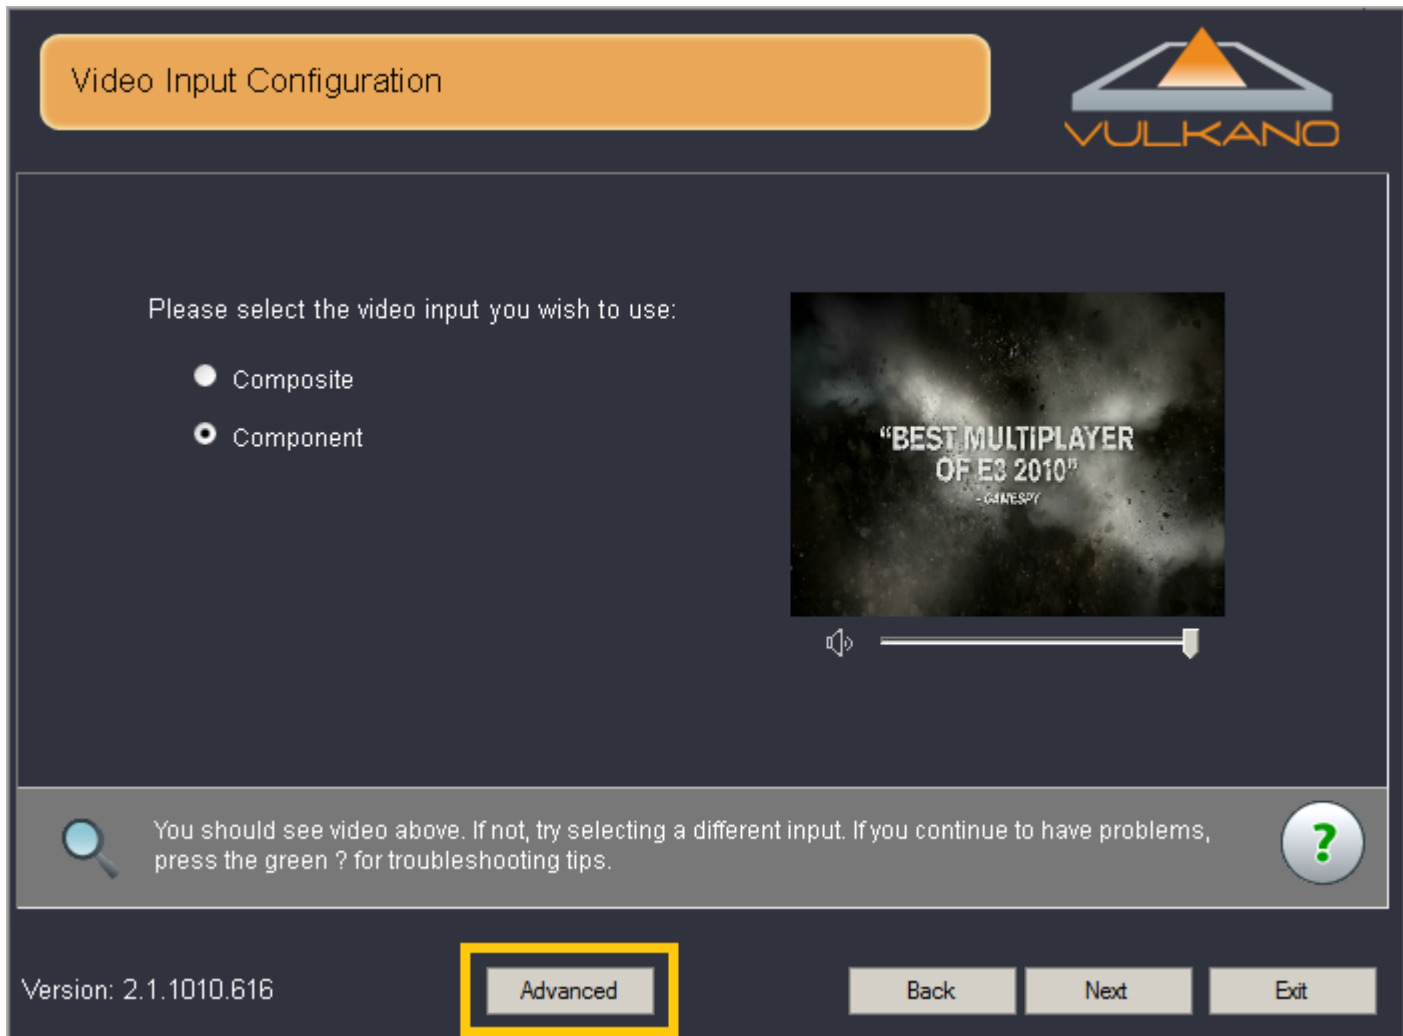 Video Input Configuration
VULKANO
Please select the video input you wish to use:
Composite
Component
“BEST MULTIPLAYER
OF E3 2010”
- GAMESPY
You should see video above. If not, try selecting a different input. If you continue to have problems,
press the green ? for troubleshooting tips.
?
Version: 2.1.1010.616
Advanced
Back
Next
Exit